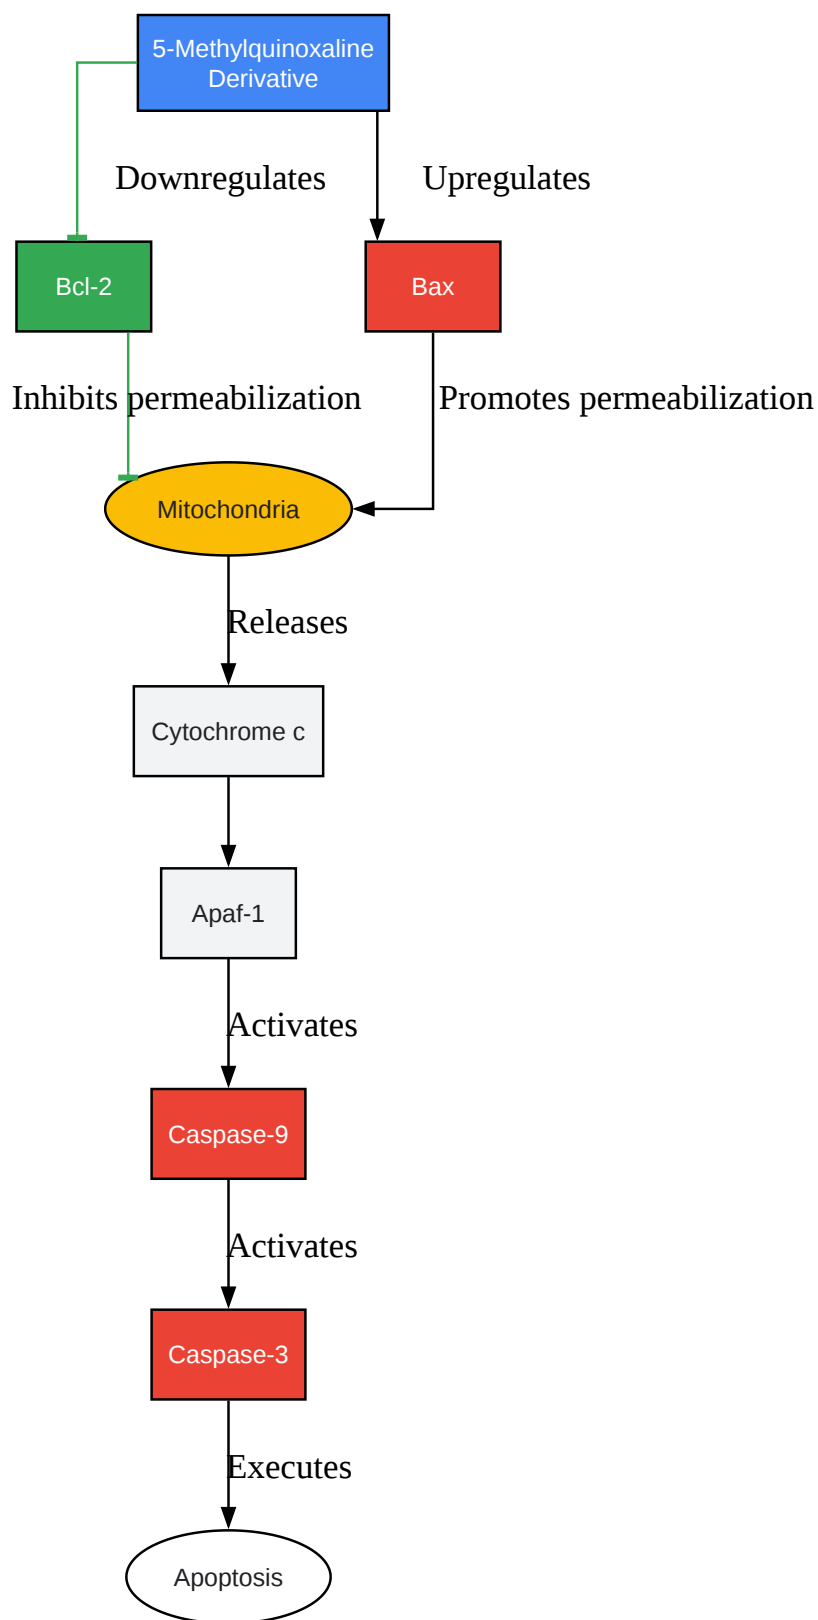 5-Methylquinoxaline
Derivative
Downregulates
Upregulates
Bcl-2
Bax
Inhibits permeabilization
Promotes permeabilization
Mitochondria
Releases
Cytochrome c
Apaf-1
Activates
Caspase-9
Activates
Caspase-3
Executes
Apoptosis